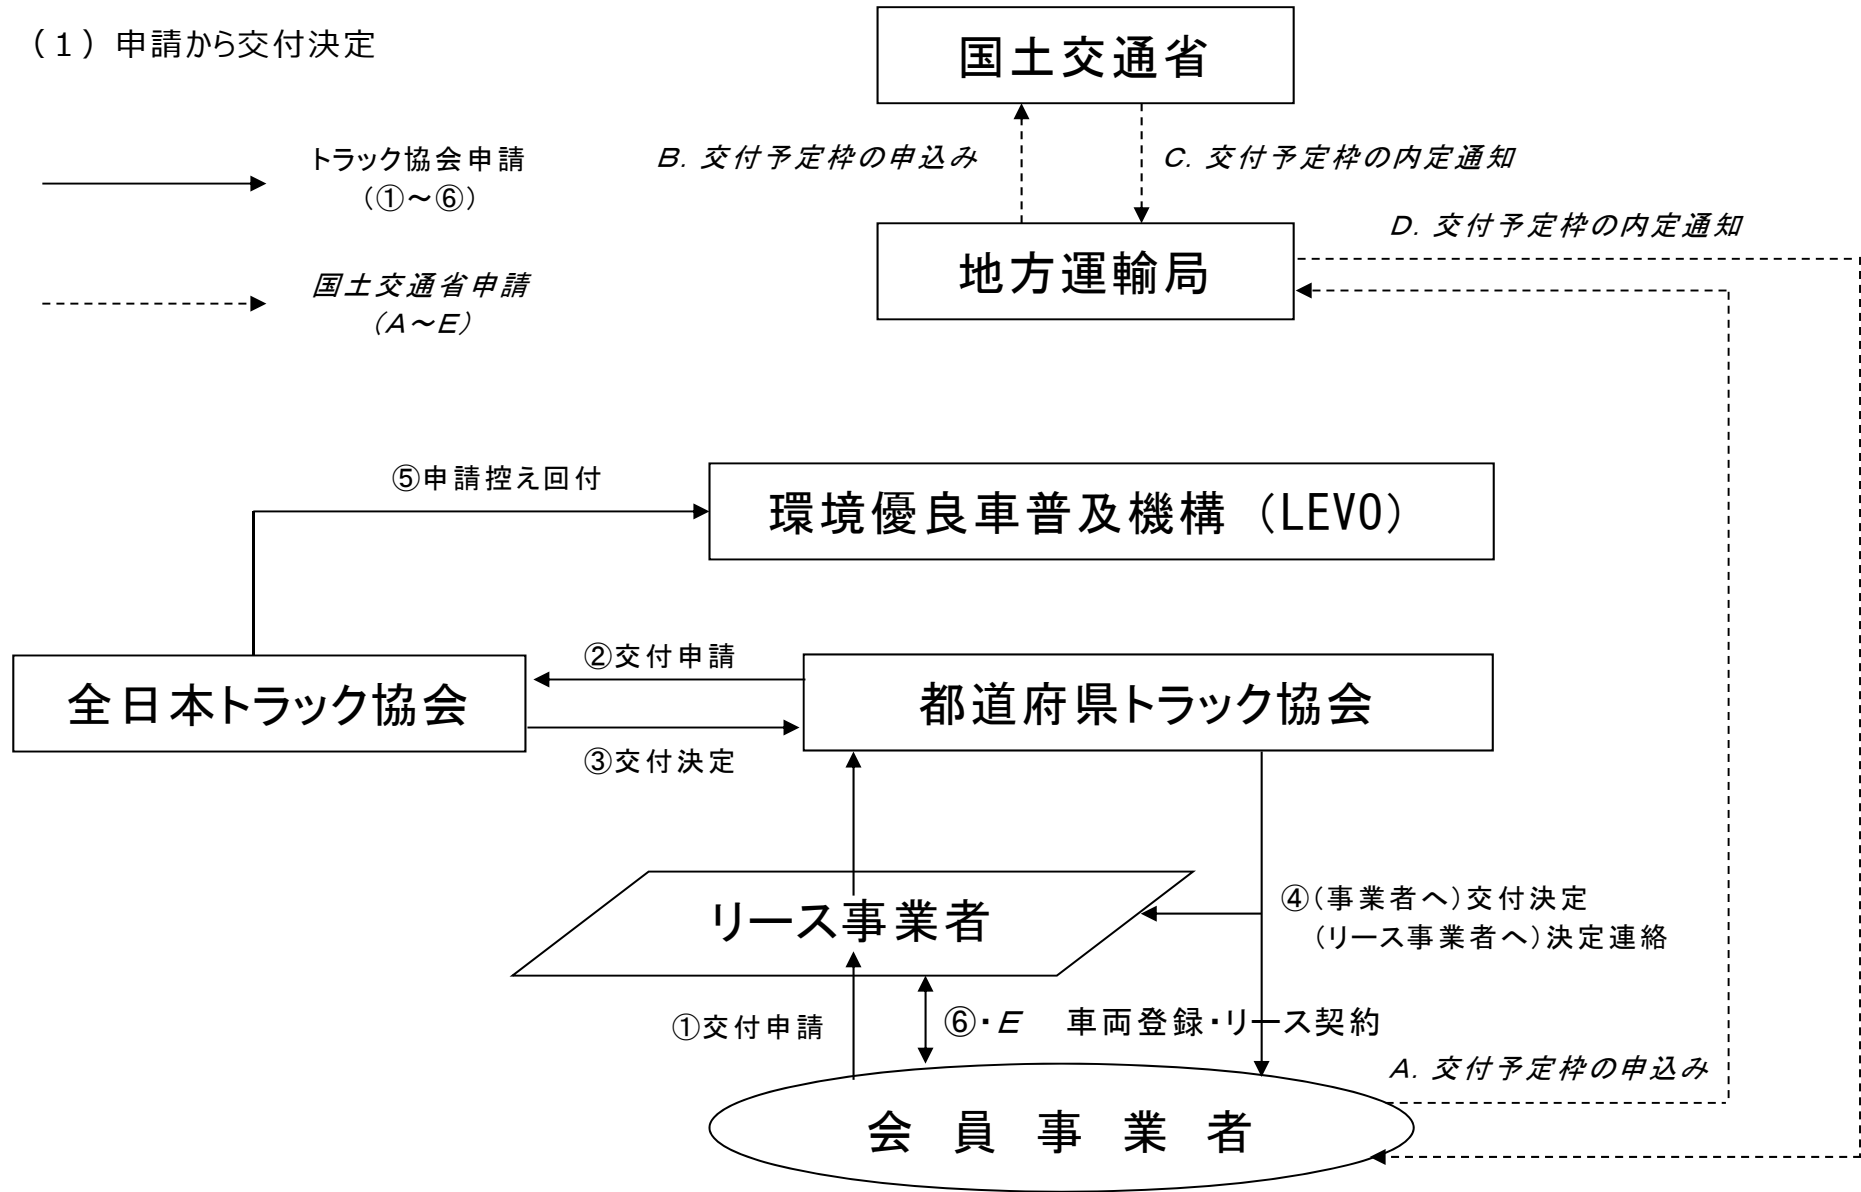 （１）申請から交付決定
国土交通省
トラック協会申請
（①～⑥）
B. 交付予定枠の申込み
C. 交付予定枠の内定通知
D. 交付予定枠の内定通知
地方運輸局
国土交通省申請
（A～E）
⑤申請控え回付
環境優良車普及機構（LEVO）
②交付申請
全日本トラック協会
都道府県トラック協会
③交付決定
④（事業者へ）交付決定
（リース事業者へ）決定連絡
リース事業者
①交付申請
⑥・E　車両登録・リース契約
A. 交付予定枠の申込み
会員事業者